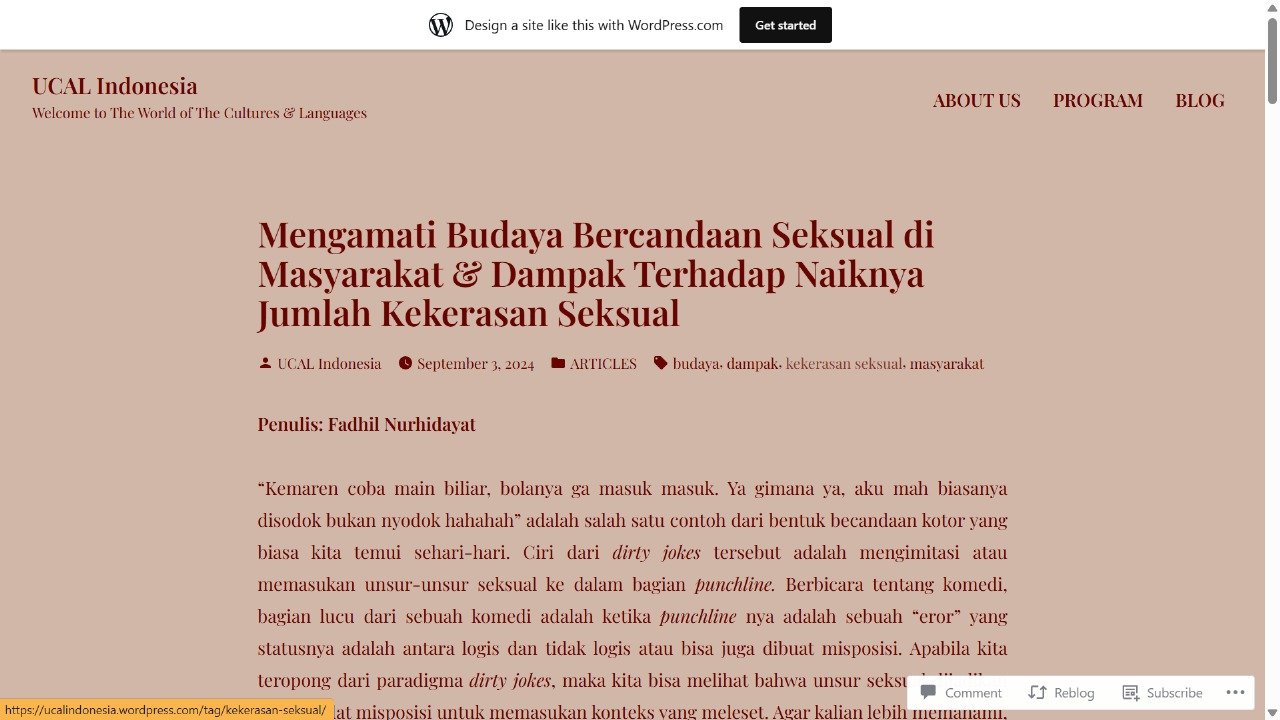 Design a site like this with WordPress.com
Get started
UCAL Indonesia
Welcome to The World of The Cultures & Languages
ABOUT US
PROGRAM
BLOG
Mengamati Budaya Bercandaan Seksual di
Masyarakat & Dampak Terhadap Naiknya
Jumlah Kekerasan Seksual
UCAL Indonesia
September 3, 2024
ARTICLES
budaya, dampak, kekerasan seksual, masyarakat
Penulis: Fadhil Nurhidayat
“Kemaren coba main biliar, bolanya ga masuk masuk. Ya gimana ya, aku mah biasanya
disodok bukan nyodok hahahah” adalah salah satu contoh dari bentuk becandaan kotor yang
biasa kita temui sehari-hari. Ciri dari dirty jokes tersebut adalah mengimitasi atau
memasukan unsur-unsur seksual ke dalam bagian punchline. Berbicara tentang komedi,
bagian lucu dari sebuah komedi adalah ketika punchline nya adalah sebuah “eror” yang
statusnya adalah antara logis dan tidak logis atau bisa juga dibuat misposisi. Apabila kita
teropong dari paradigma dirty jokes, maka kita bisa melihat bahwa unsur
misposisi untuk memasukan konteks yang meleset. Agar kalian lebih memahami,
Comment
Reblog
Subscribe
https://ucalindonesia.wordpress.com/tag/kekerasan-seksual/